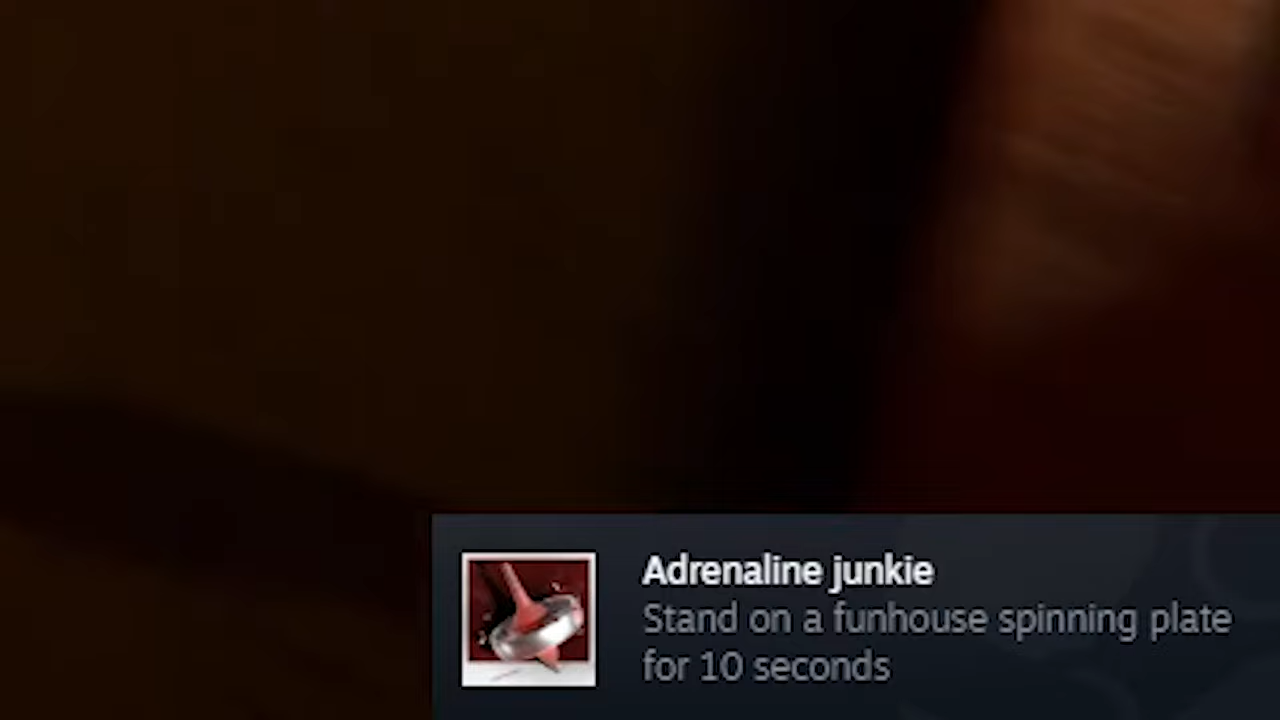 Adrenaline junkie
Stand on a funhouse spinning plate
for 10 seconds